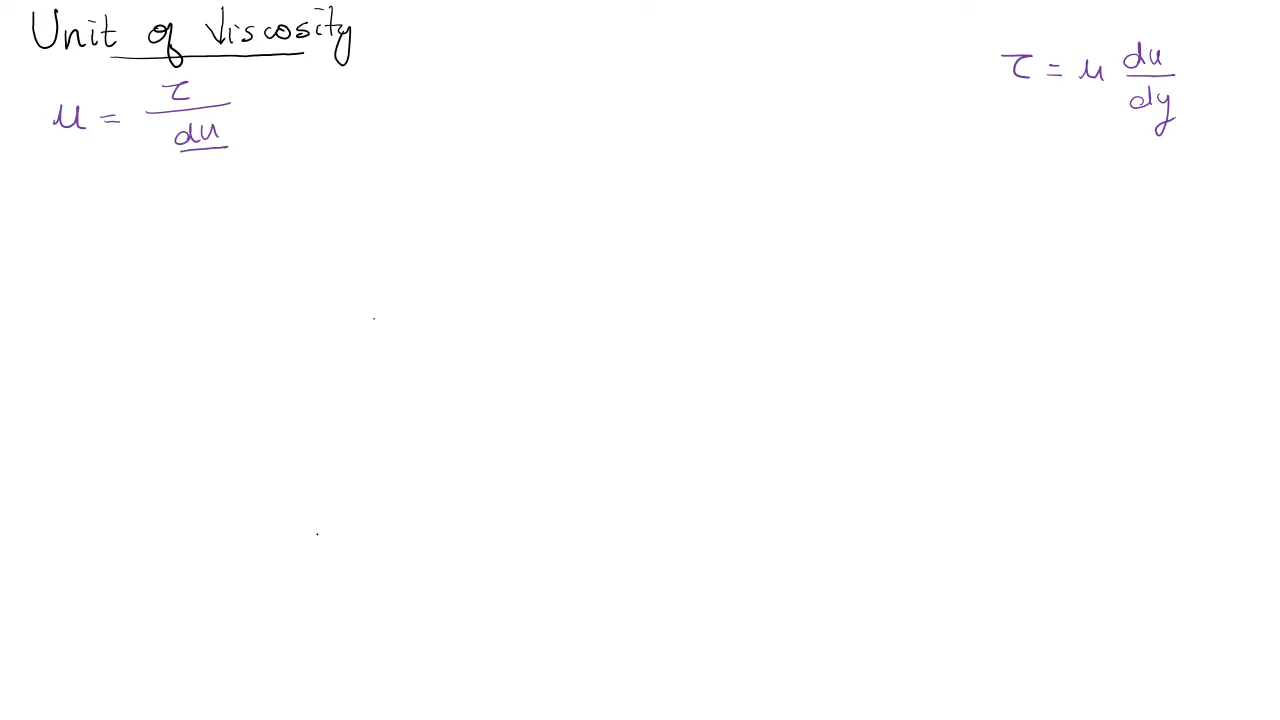 Unit of Viscosity
μ = τ / du
τ = μ du/dy